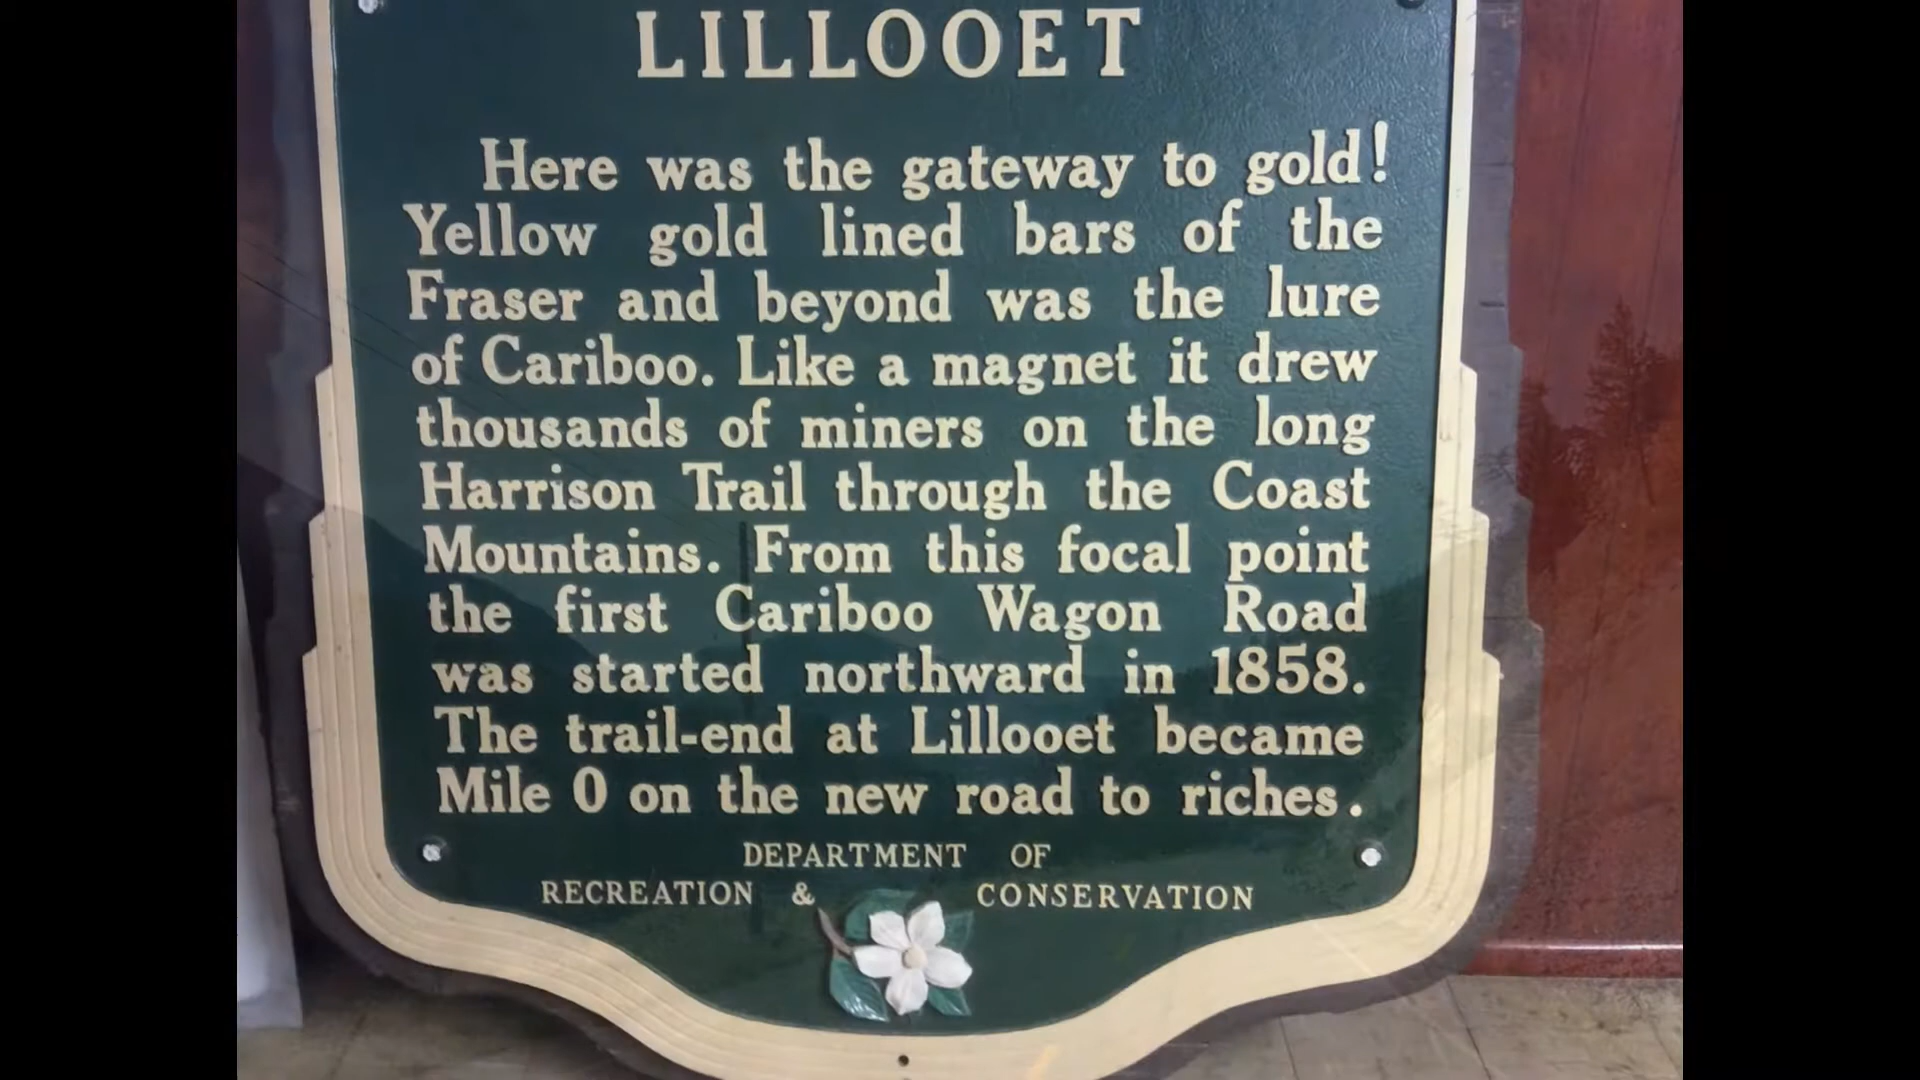 LILLOOET
Here was the gateway to gold!
Yellow gold lined bars of the
Fraser and beyond was the lure
of Cariboo. Like a magnet it drew
thousands of miners on the long
Harrison Trail through the Coast
Mountains. From this focal point
the first Cariboo Wagon Road
was started northward in 1858.
The trail-end at Lillooet became
Mile 0 on the new road to riches.
DEPARTMENT OF
RECREATION & CONSERVATION